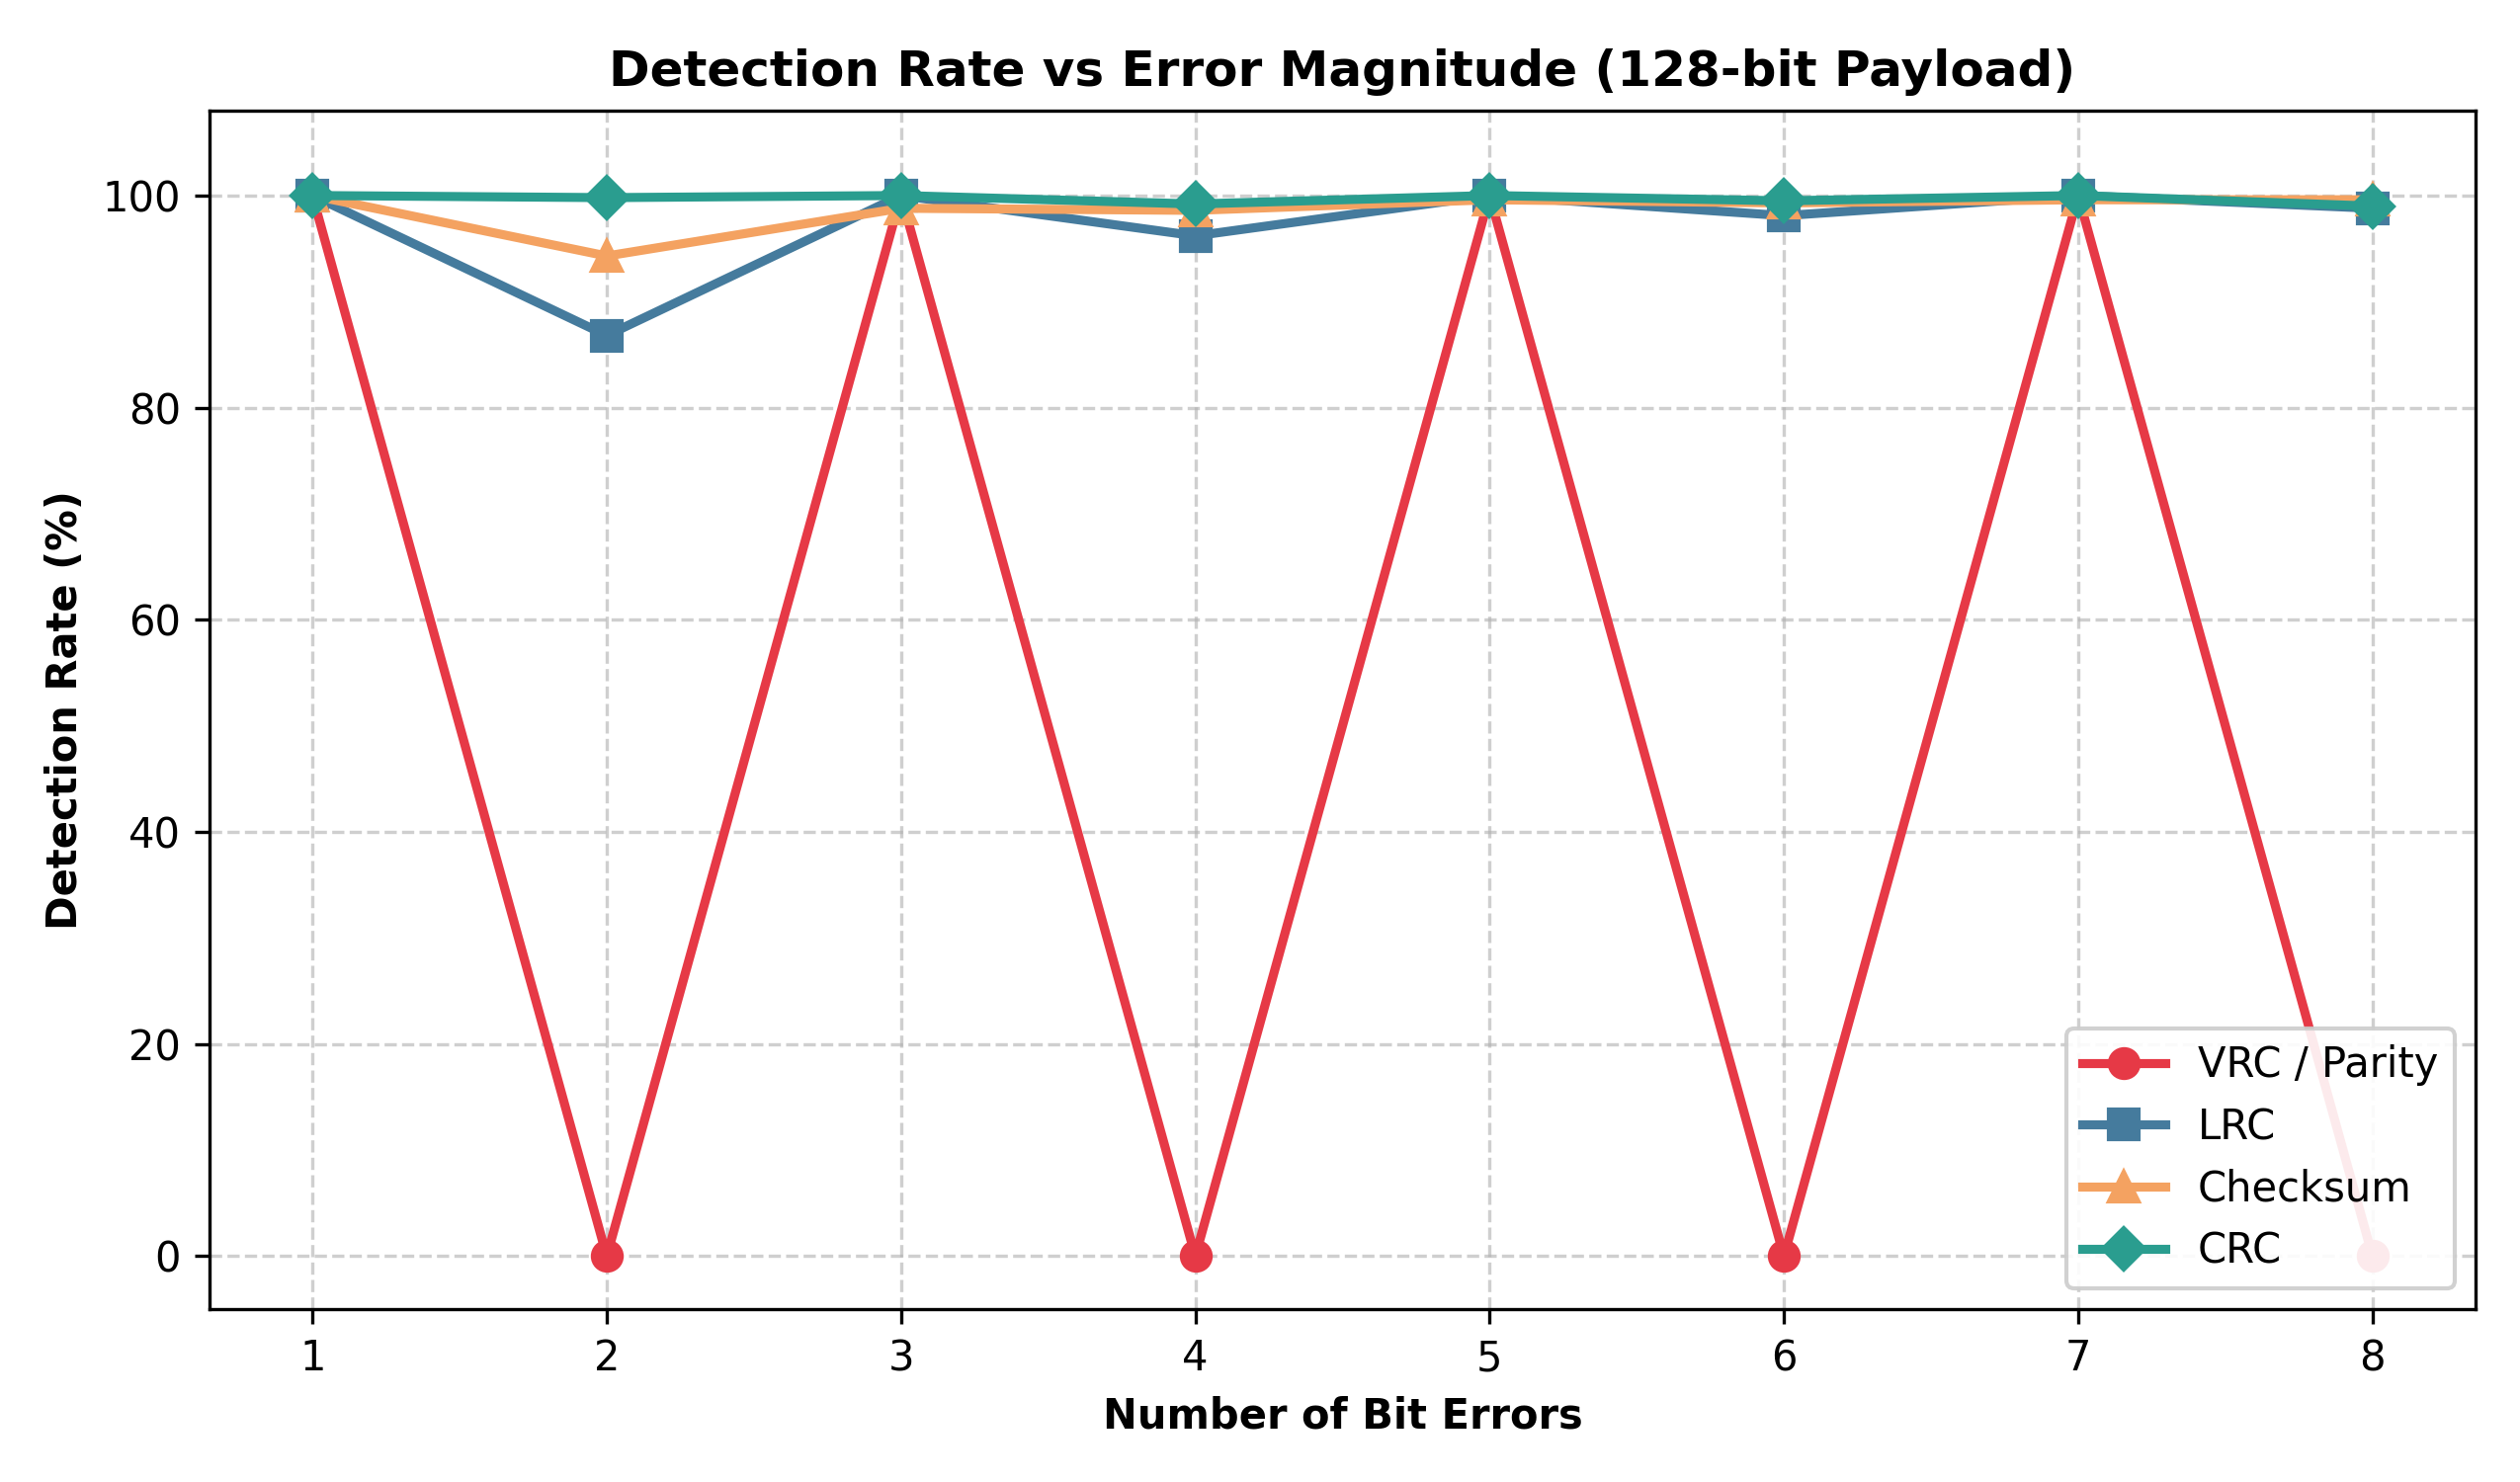 Detection Rate vs Error Magnitude (128-bit Payload)
Detection Rate (%)
100
80
60
40
20
0
VRC / Parity
LRC
Checksum
CRC
1 2 3 4 5 6 7 8
Number of Bit Errors